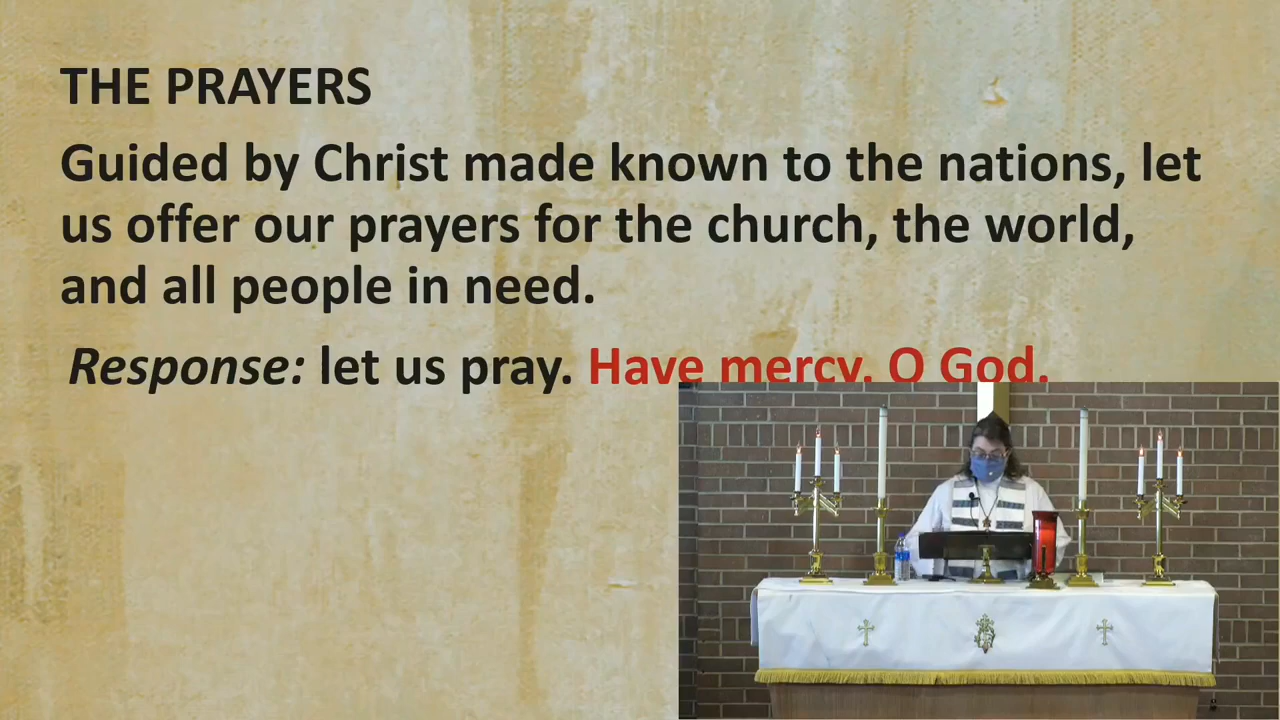 THE PRAYERS
Guided by Christ made known to the nations, let
us offer our prayers for the church, the world,
and all people in need.
Response: let us pray. Have mercy, O God.